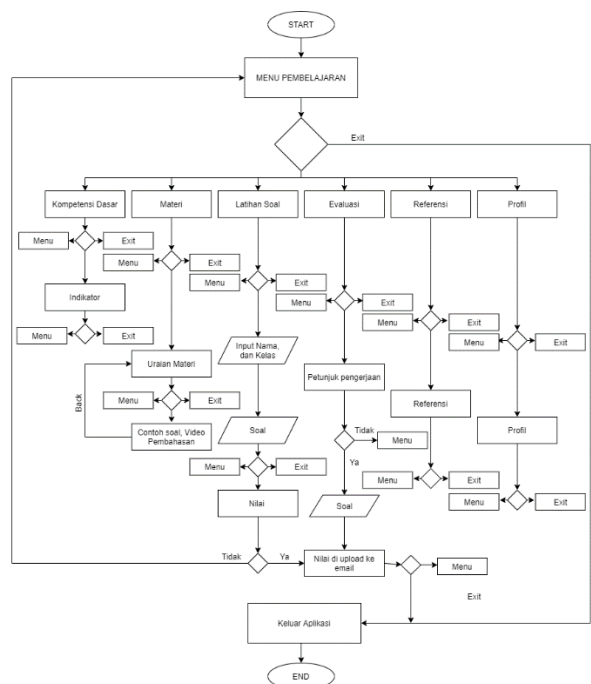 START
MENU PEMBELAJARAN
Exit
Kompetensi Dasar
Materi
Latihan Soal
Evaluasi
Referensi
Profil
Menu
Exit
Menu
Exit
Menu
Exit
Menu
Exit
Menu
Exit
Menu
Exit
Indikator
Menu
Exit
Uraian Materi
Input Nama,
dan Kelas
Petunjuk pengerjaan
Back
Menu
Exit
Contoh soal, Video
Pembahasan
Soal
Referensi
Profil
Tidak
Menu
Ya
Menu
Exit
Menu
Exit
Menu
Exit
Nilai
Soal
Tidak
Ya
Nilai di upload ke
email
Menu
Exit
Keluar Aplikasi
END